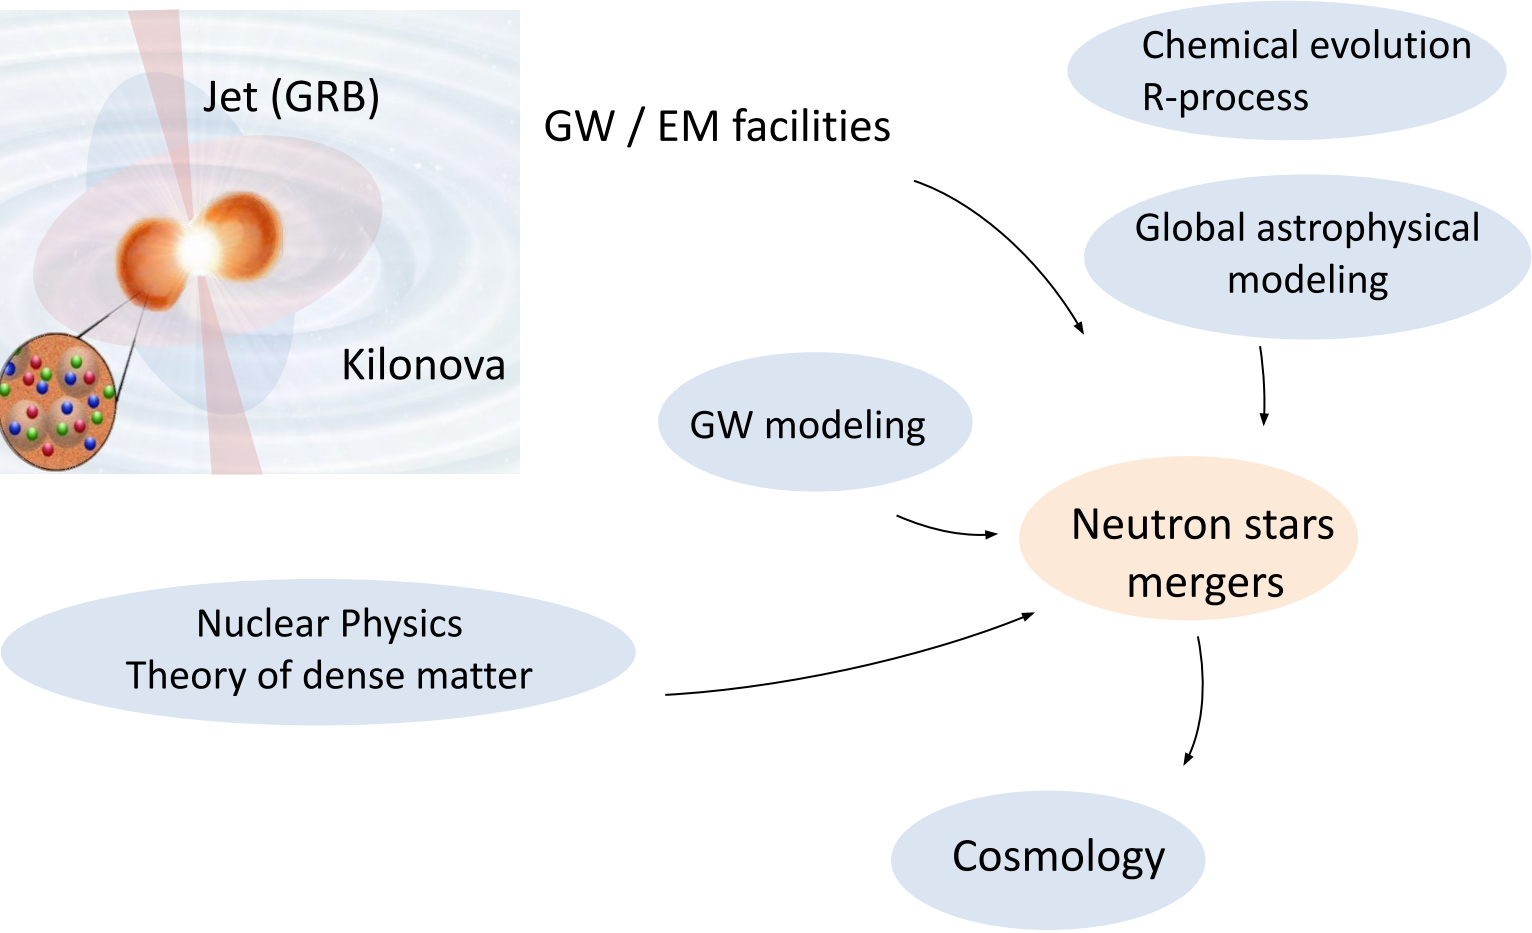 Jet (GRB)
Kilonova
GW / EM facilities
Chemical evolution
R-process
Global astrophysical
modeling
GW modeling
Neutron stars
mergers
Nuclear Physics
Theory of dense matter
Cosmology